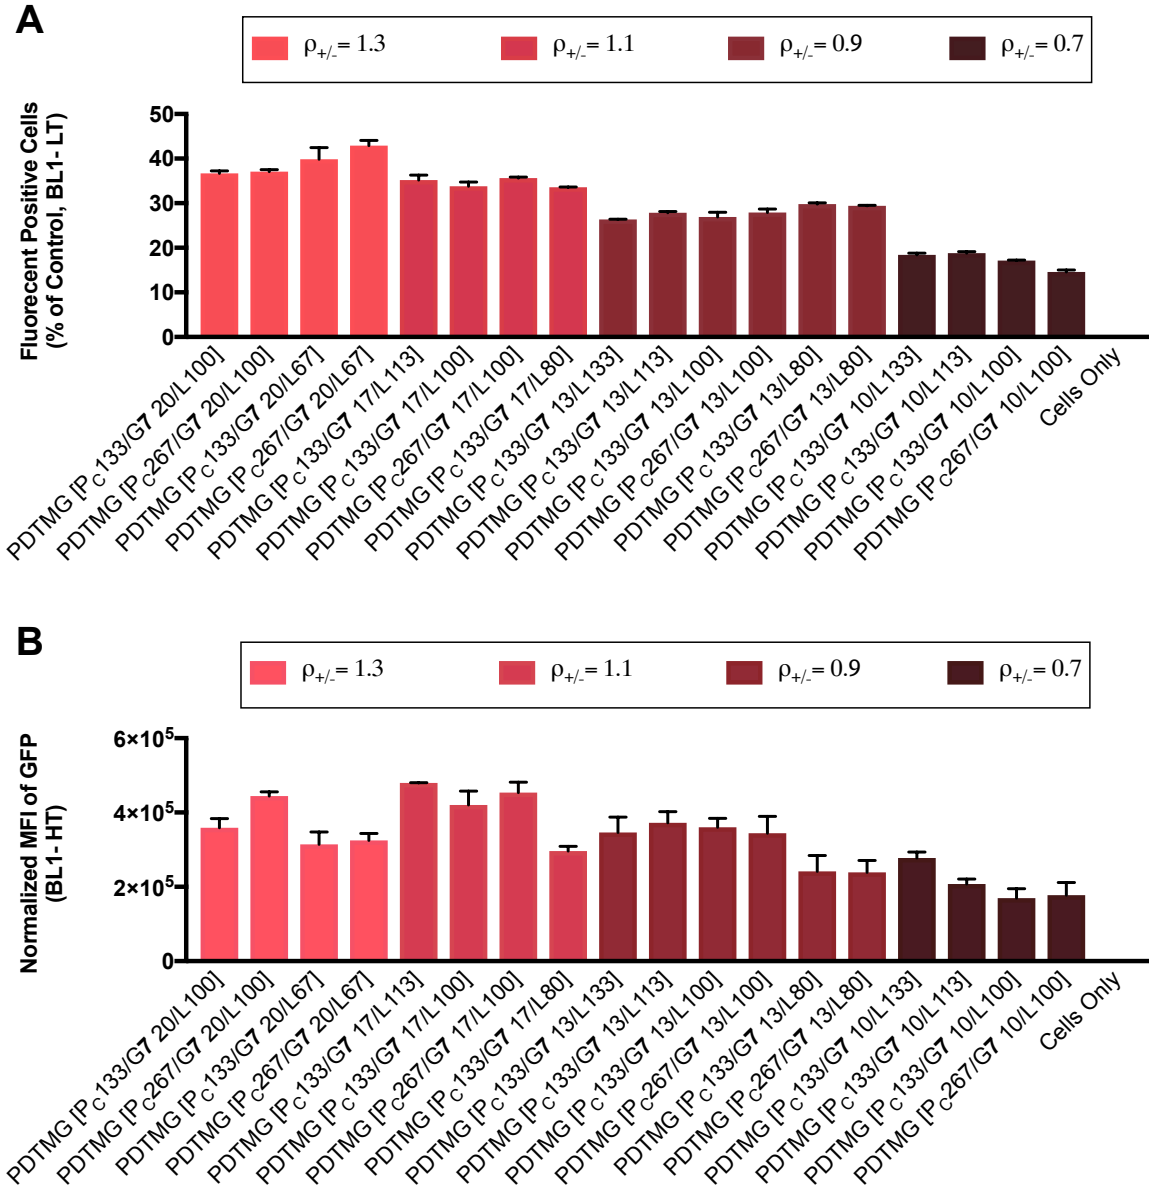 A
ρ+/-= 1.3 ρ+/-= 1.1 ρ+/-= 0.9 ρ+/-= 0.7
Fluorecent Positive Cells
(% of Control, BL1- LT)
50
40
30
20
10
0
PDTMG [PC133/G7 20/L100]
PDTMG [PC267/G7 20/L100]
PDTMG [PC133/G7 20/L67]
PDTMG [PC267/G7 20/L67]
PDTMG [PC133/G7 17/L113]
PDTMG [PC133/G7 17/L100]
PDTMG [PC267/G7 17/L100]
PDTMG [PC133/G7 17/L80]
PDTMG [PC133/G7 13/L133]
PDTMG [PC133/G7 13/L113]
PDTMG [PC133/G7 13/L100]
PDTMG [PC267/G7 13/L100]
PDTMG [PC133/G7 13/L80]
PDTMG [PC267/G7 13/L80]
PDTMG [PC133/G7 10/L133]
PDTMG [PC133/G7 10/L113]
PDTMG [PC133/G7 10/L100]
PDTMG [PC267/G7 10/L100]
Cells Only
B
ρ+/-= 1.3 ρ+/-= 1.1 ρ+/-= 0.9 ρ+/-= 0.7
Normalized MFI of GFP
(BL1- HT)
6×10⁵
4×10⁵
2×10⁵
0
PDTMG [PC133/G7 20/L100]
PDTMG [PC267/G7 20/L100]
PDTMG [PC133/G7 20/L67]
PDTMG [PC267/G7 20/L67]
PDTMG [PC133/G7 17/L113]
PDTMG [PC133/G7 17/L100]
PDTMG [PC267/G7 17/L100]
PDTMG [PC133/G7 17/L80]
PDTMG [PC133/G7 13/L133]
PDTMG [PC133/G7 13/L113]
PDTMG [PC133/G7 13/L100]
PDTMG [PC267/G7 13/L100]
PDTMG [PC133/G7 13/L80]
PDTMG [PC267/G7 13/L80]
PDTMG [PC133/G7 10/L133]
PDTMG [PC133/G7 10/L113]
PDTMG [PC133/G7 10/L100]
PDTMG [PC267/G7 10/L100]
Cells Only